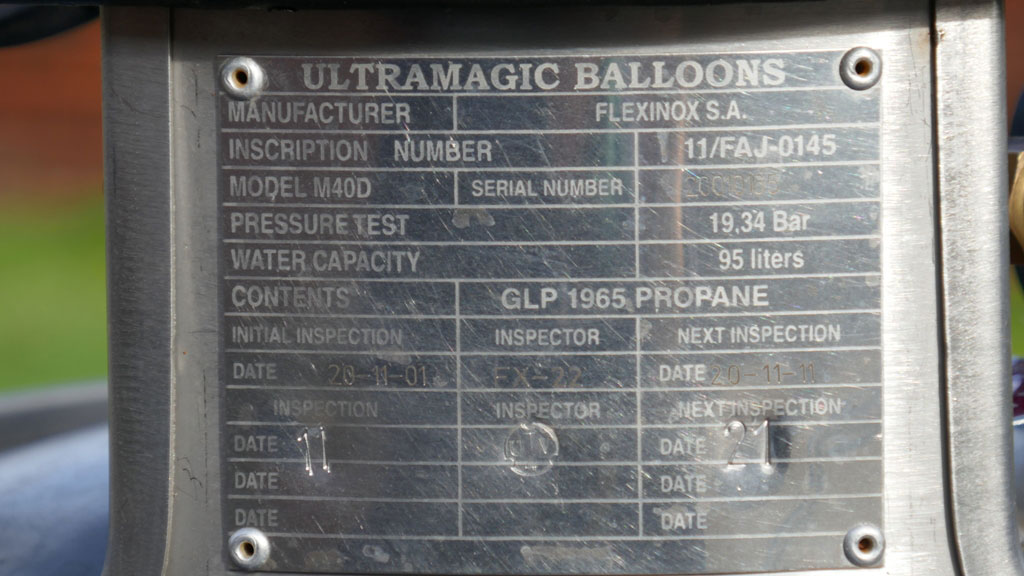 ULTRAMAGIC BALLOONS
MANUFACTURER FLEXINOX S.A.
INSCRIPTION NUMBER 11/FAJ-0145
MODEL M40D SERIAL NUMBER
PRESSURE TEST 19,34 Bar
WATER CAPACITY 95 liters
CONTENTS GLP 1965 PROPANE
INITIAL INSPECTION INSPECTOR NEXT INSPECTION
DATE 20-11-01 FX-22 DATE 20-11-11
INSPECTION INSPECTOR NEXT INSPECTION
DATE 11 DATE 21
DATE DATE
DATE DATE